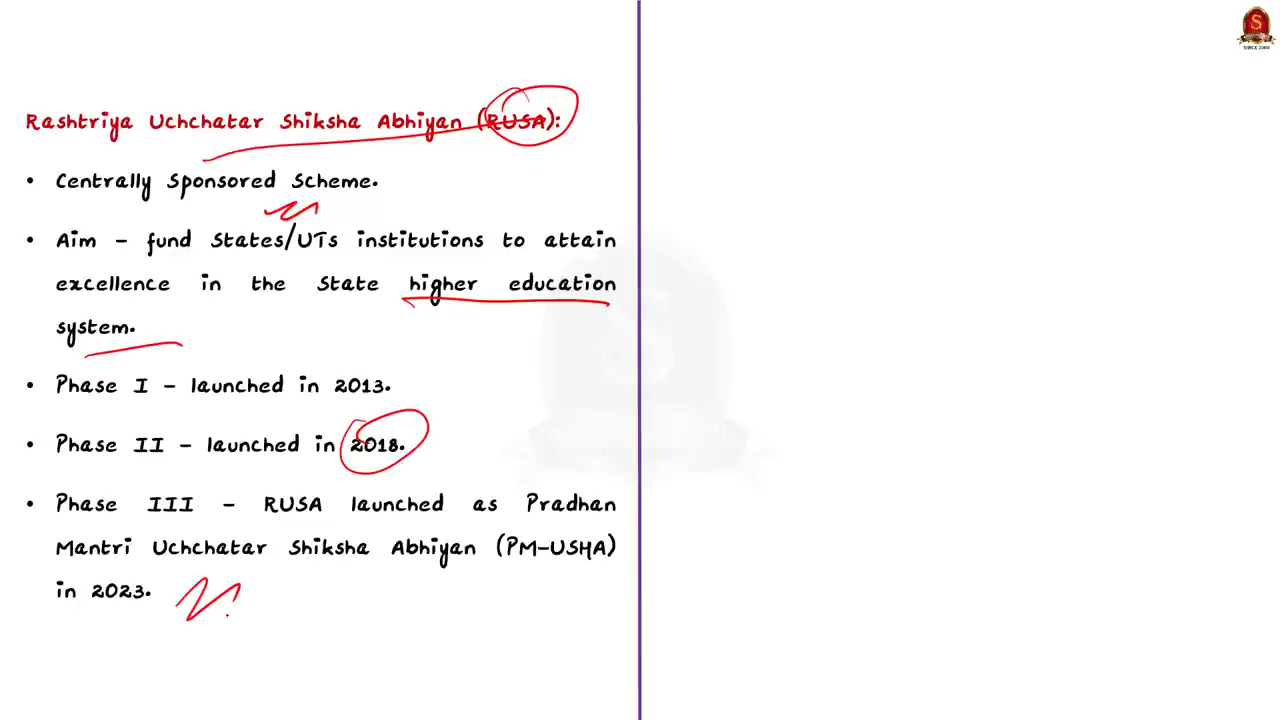 Rashtriya Uchchatar Shiksha Abhiyan (RUSA):
• Centrally Sponsored Scheme.
• Aim – fund States/UTs institutions to attain
excellence in the State higher education
system.
• Phase I – launched in 2013.
• Phase II – launched in 2018.
• Phase III – RUSA launched as Pradhan
Mantri Uchchatar Shiksha Abhiyan (PM-USHA)
in 2023.
S
SINCE 2004